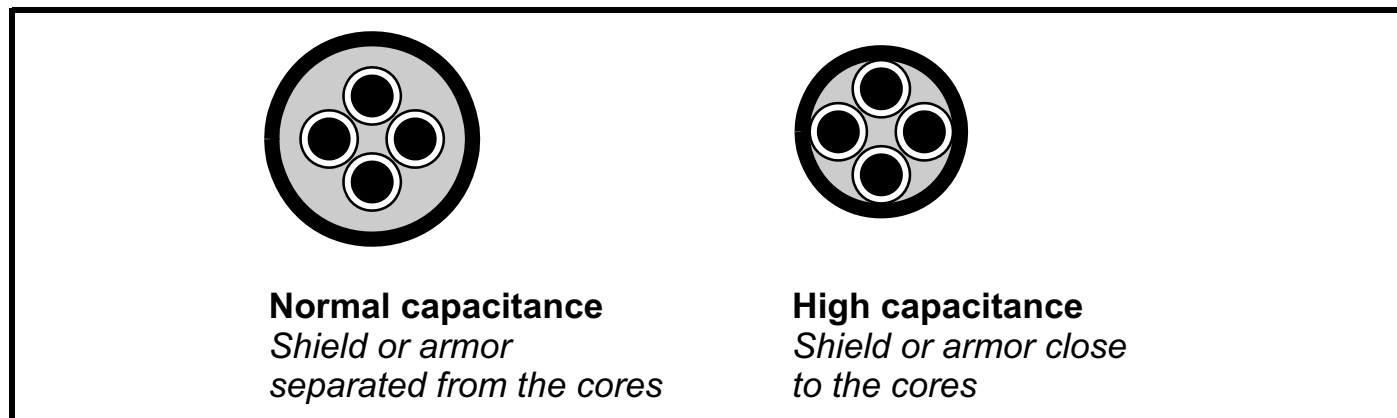 Normal capacitance
Shield or armor
separated from the cores
High capacitance
Shield or armor close
to the cores